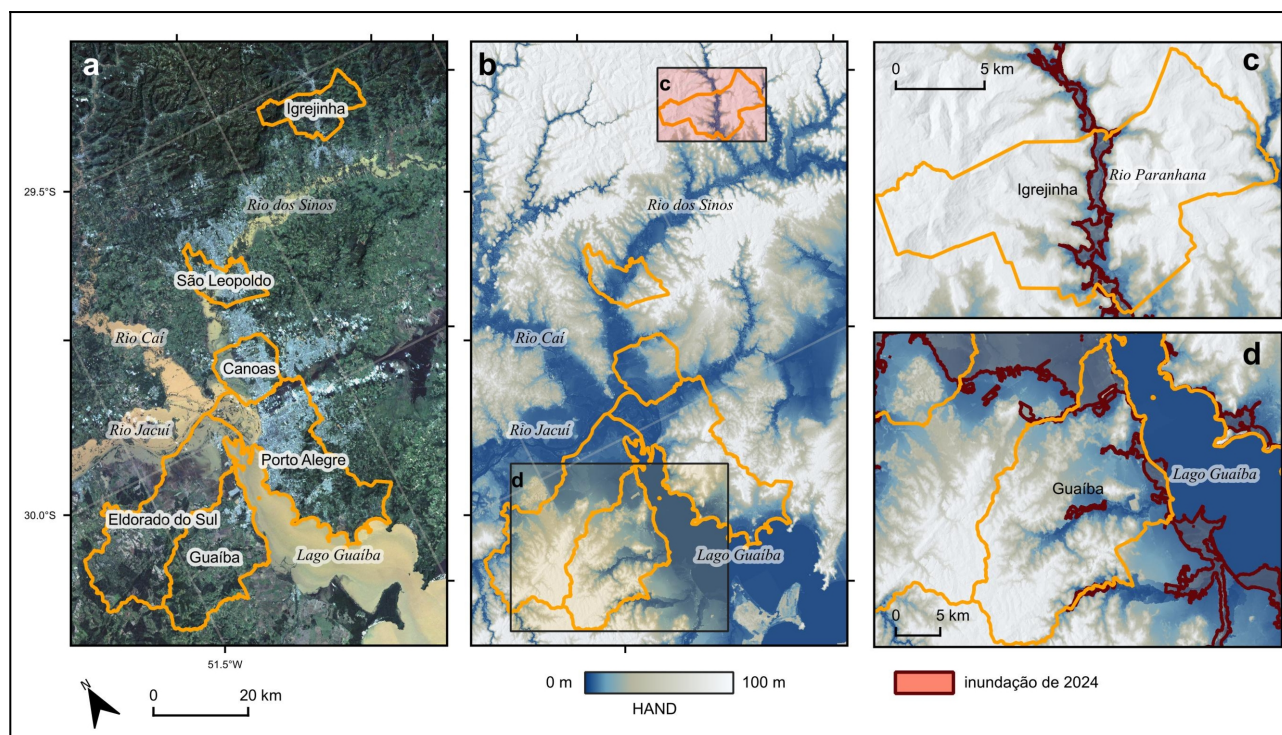 a
Igrejinha
29.5°S
Rio dos Sinos
São Leopoldo
Rio Caí
Canoas
Rio Jacuí
Porto Alegre
Eldorado do Sul
30.0°S
Guaíba
Lago Guaíba
51.5°W
N
0 20 km
b
c
Rio dos Sinos
Rio Caí
Rio Jacuí
d
Lago Guaíba
0 m 100 m
HAND
c
0 5 km
Igrejinha
Rio Paranhana
d
Guaíba
Lago Guaíba
0 5 km
inundação de 2024